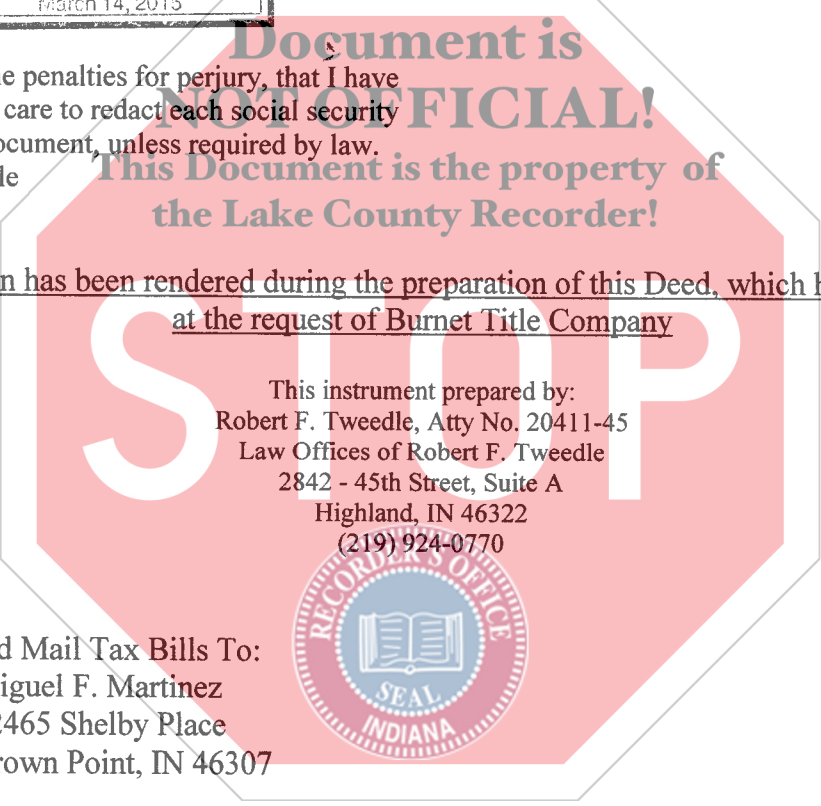 March 14, 2015
Document is
NOT OFFICIAL!
This Document is the property of
the Lake County Recorder!
e penalties for perjury, that I have
care to redact each social security
ocument, unless required by law.
le
n has been rendered during the preparation of this Deed, which h
at the request of Burnet Title Company
STOP
This instrument prepared by:
Robert F. Tweedle, Atty No. 20411-45
Law Offices of Robert F. Tweedle
2842 - 45th Street, Suite A
Highland, IN 46322
(219) 924-0770
RECORDER'S OFFICE
SEAL
INDIANA
d Mail Tax Bills To:
iguel F. Martinez
2465 Shelby Place
rown Point, IN 46307